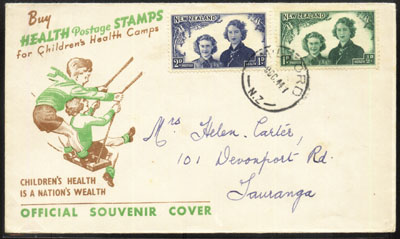 Buy
HEALTH Postage STAMPS
for Children's Health Camps
NEW ZEALAND
NEW ZEALAND
N.Z
Mrs Helen. Carter,
101 Devonport Rd.
Tauranga
CHILDREN'S HEALTH
IS A NATION'S WEALTH
OFFICIAL SOUVENIR COVER